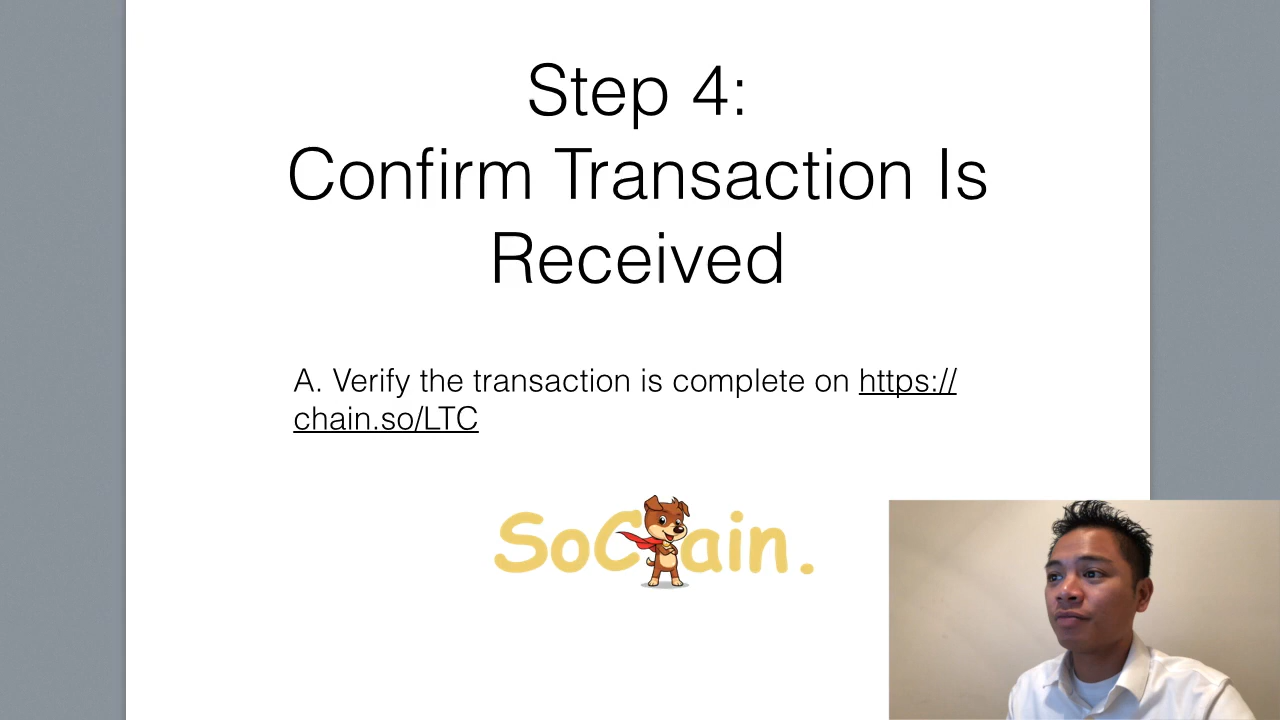 Step 4:
Confirm Transaction Is
Received
A. Verify the transaction is complete on https://
chain.so/LTC
SoChain.